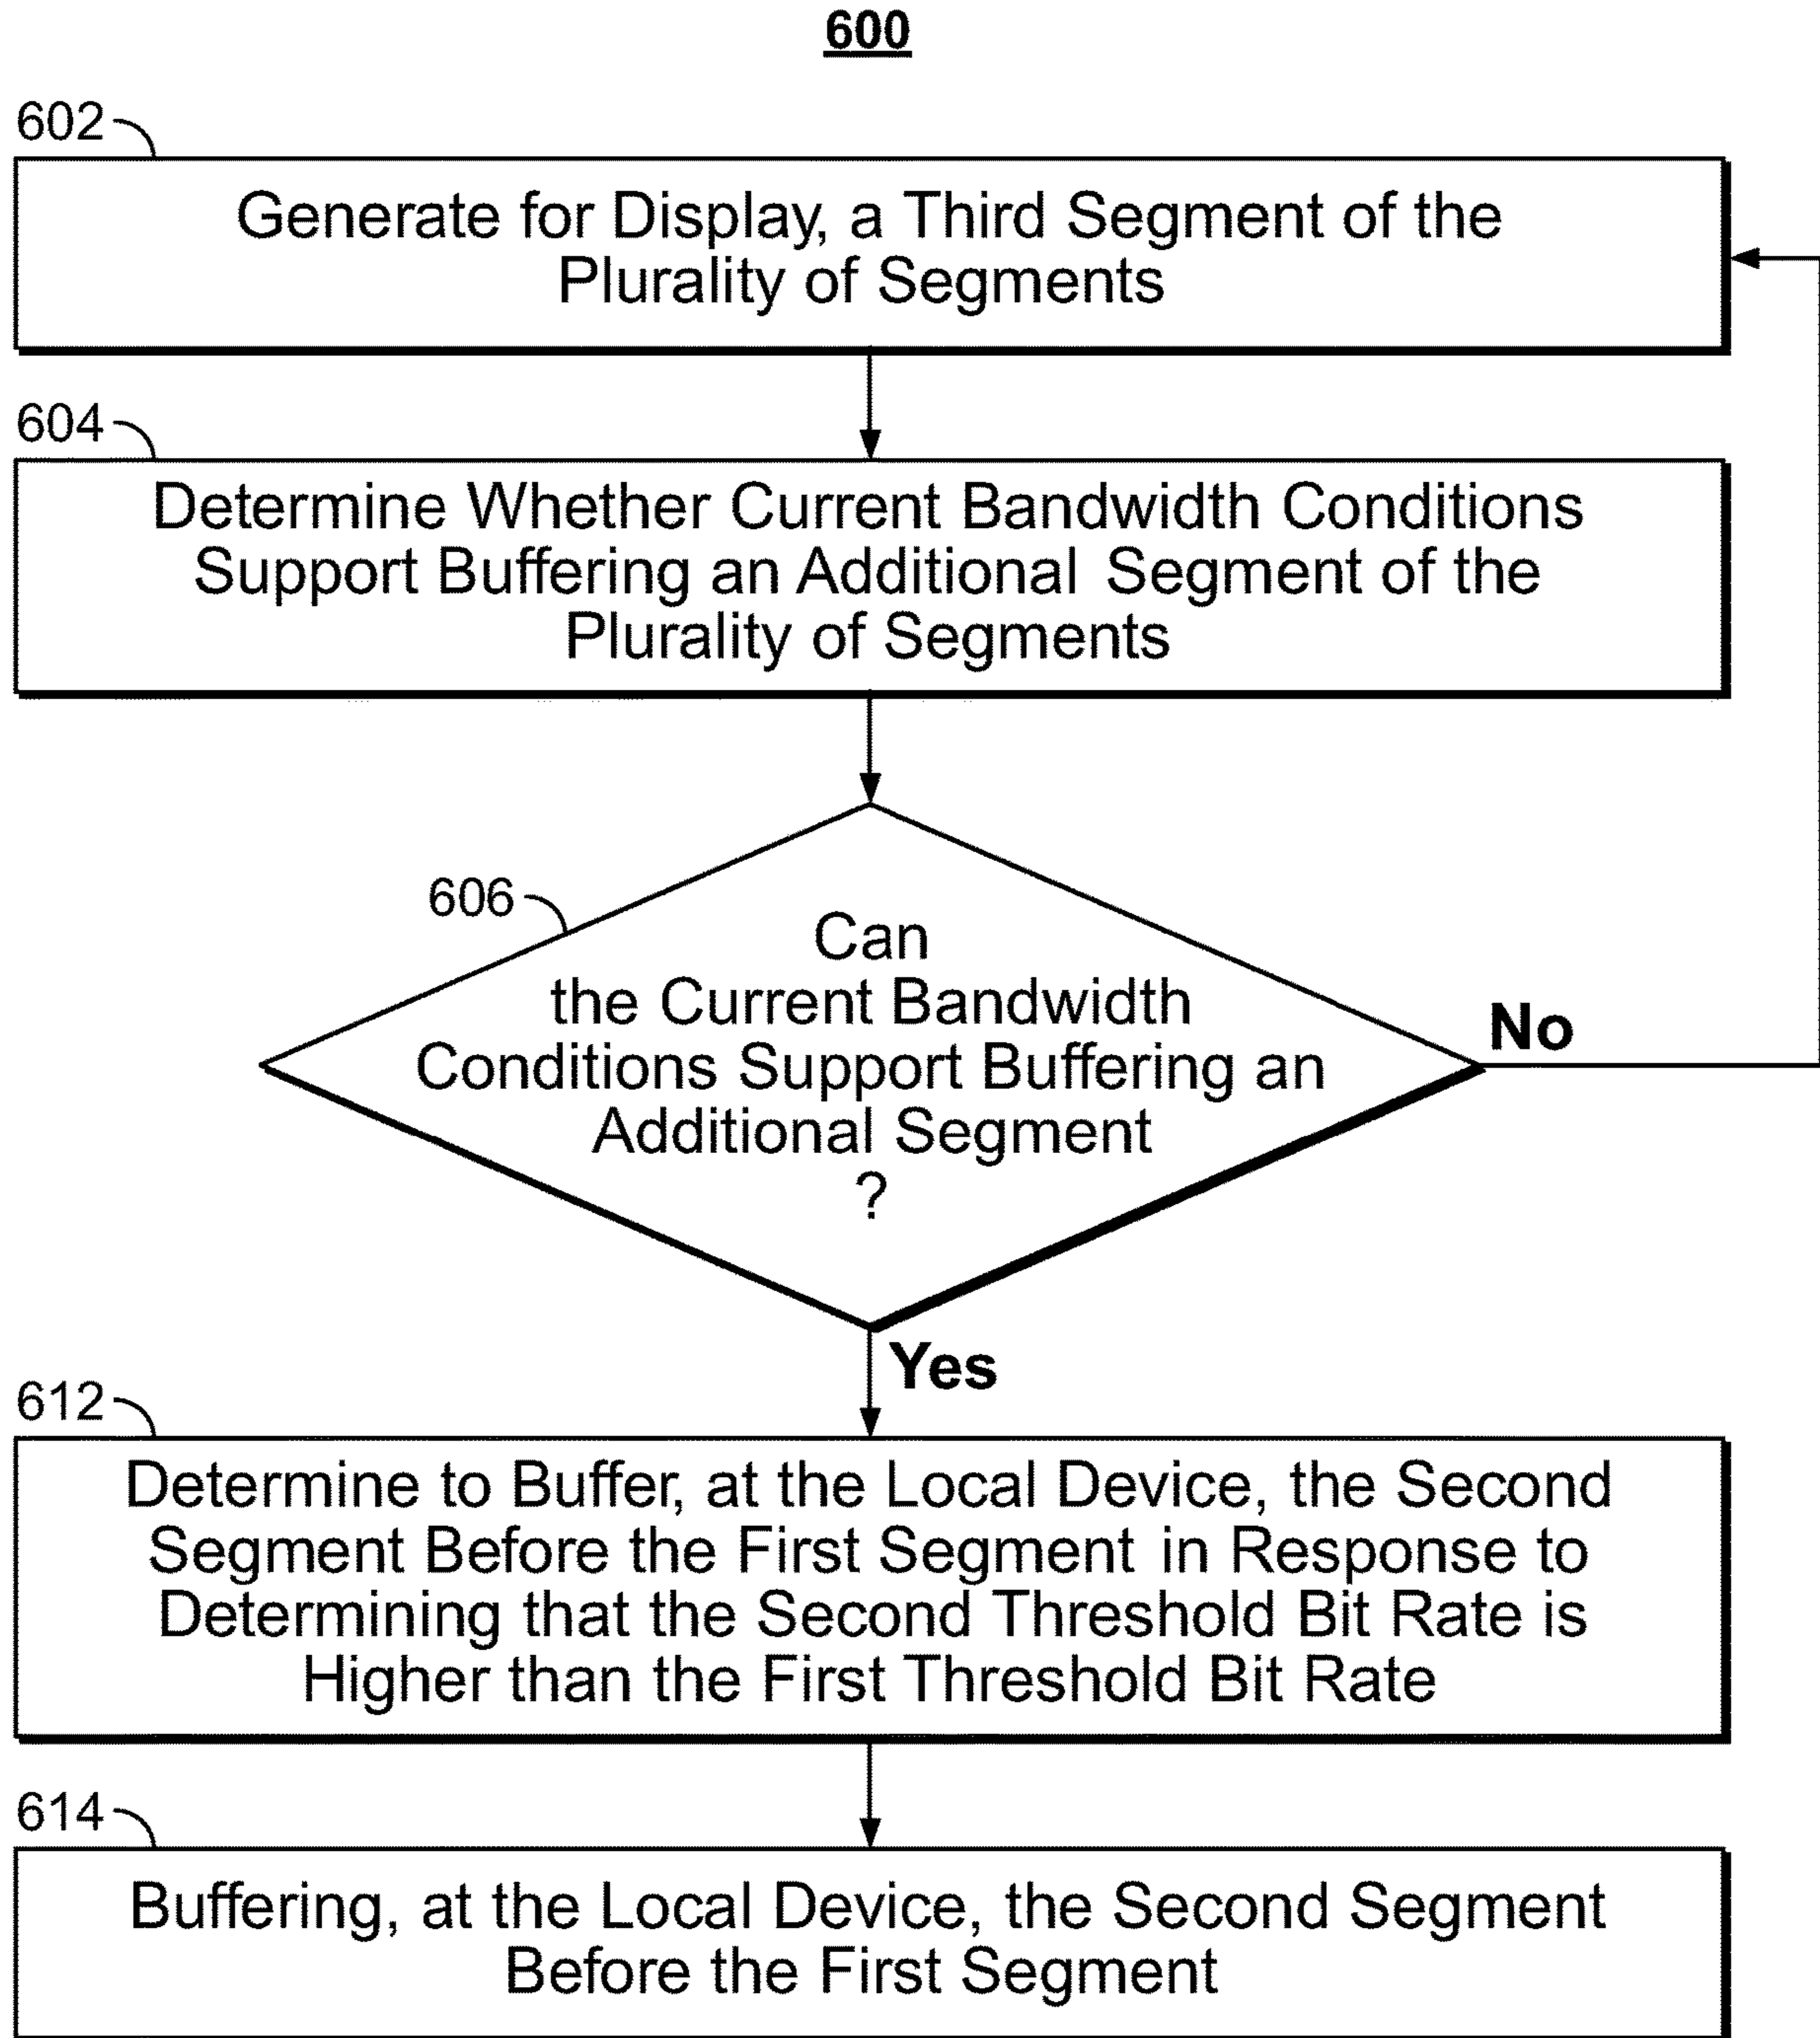 600
602
Generate for Display, a Third Segment of the
Plurality of Segments
604
Determine Whether Current Bandwidth Conditions
Support Buffering an Additional Segment of the
Plurality of Segments
606
Can
the Current Bandwidth
Conditions Support Buffering an
Additional Segment
?
No
Yes
612
Determine to Buffer, at the Local Device, the Second
Segment Before the First Segment in Response to
Determining that the Second Threshold Bit Rate is
Higher than the First Threshold Bit Rate
614
Buffering, at the Local Device, the Second Segment
Before the First Segment